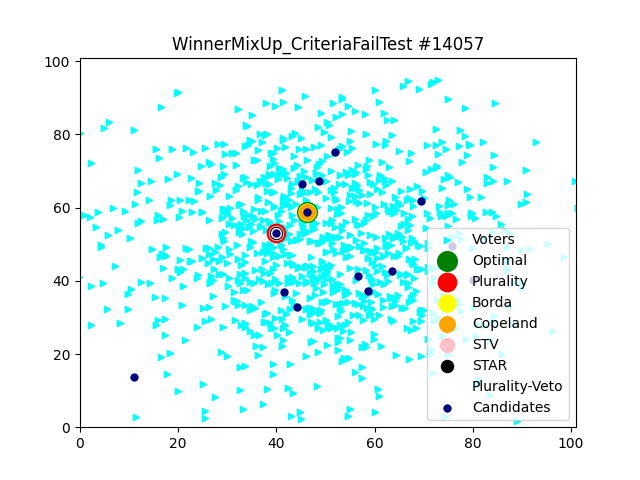 WinnerMixUp_CriteriaFailTest #14057
100
80
60
40
20
0
0
20
40
60
80
100
Voters
Optimal
Plurality
Borda
Copeland
STV
STAR
Plurality-Veto
Candidates